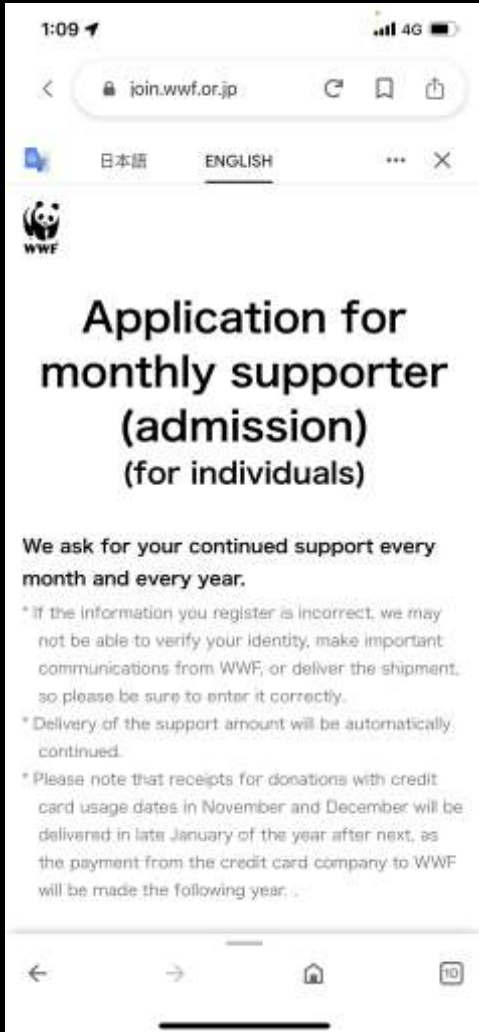 1:09
4G
join.wwf.or.jp
日本語 ENGLISH
WWF
Application for
monthly supporter
(admission)
(for individuals)
We ask for your continued support every
month and every year.
* If the information you register is incorrect, we may
not be able to verify your identity, make important
communications from WWF, or deliver the shipment,
so please be sure to enter it correctly.
* Delivery of the support amount will be automatically
continued.
* Please note that receipts for donations with credit
card usage dates in November and December will be
delivered in late January of the year after next, as
the payment from the credit card company to WWF
will be made the following year. .
10